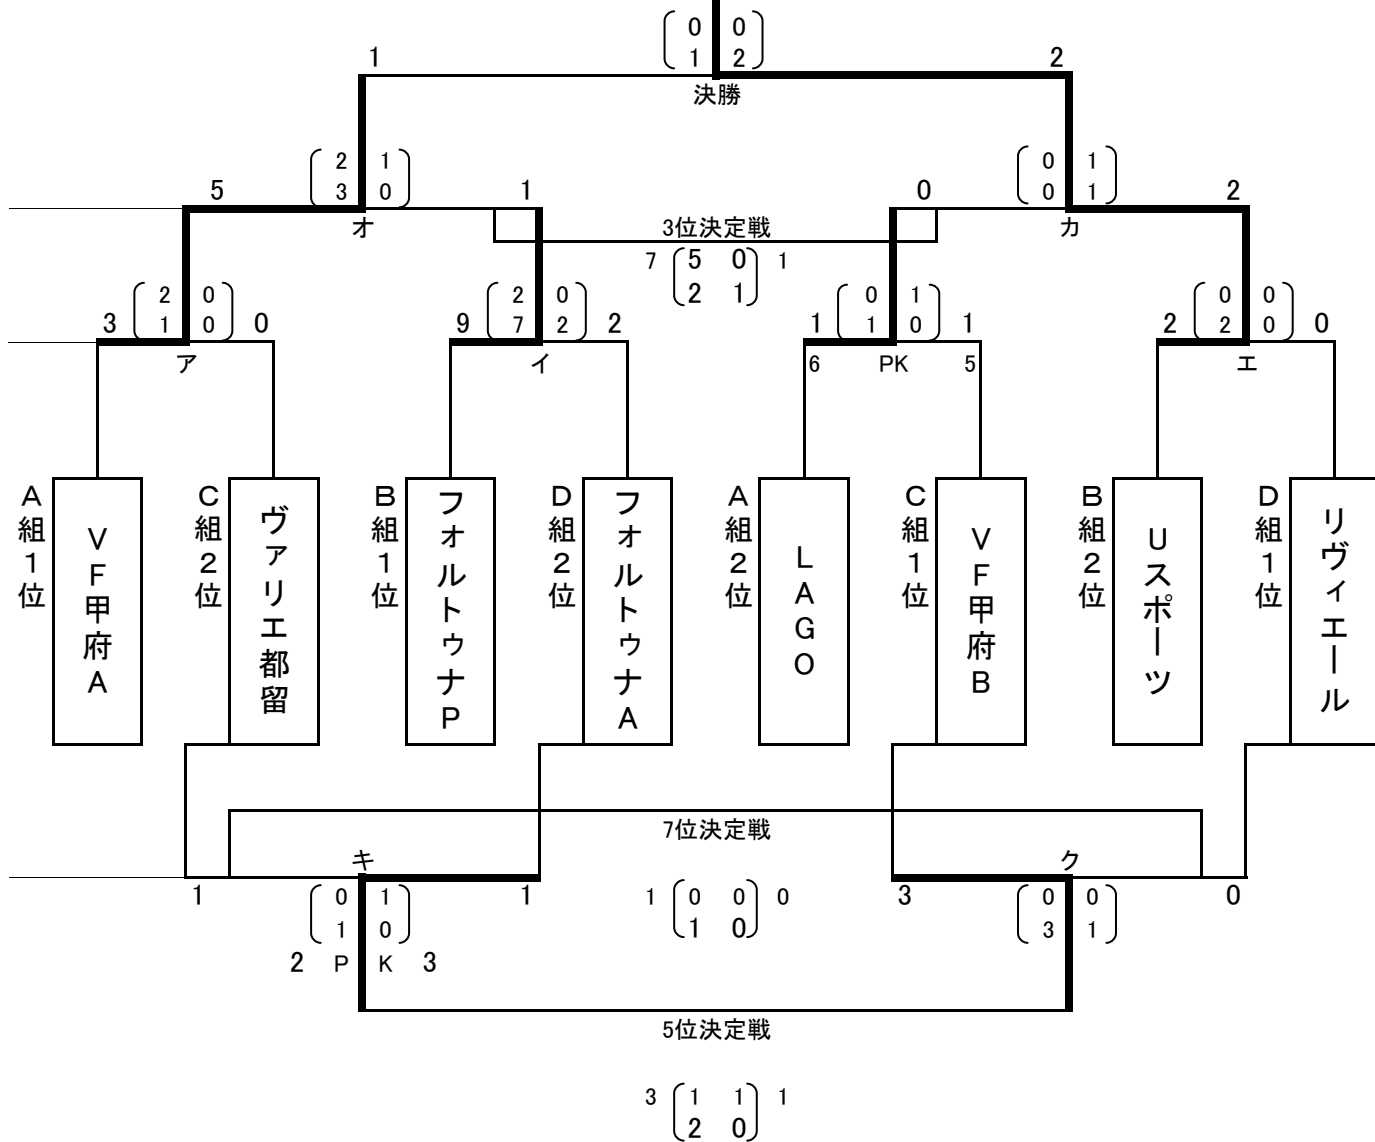 0 0
1 1 2 2
決勝
2 1 0 1
5 3 0 1 0 0 1 2
オ 3位決定戦 カ
7 5 0 1
2 1
2 0 2 0 0 1 0 0
3 1 0 0 9 7 2 2 1 1 0 1 2 2 0 0
ア イ 6 PK 5 エ
A組1位
VF甲府A
C組2位
ヴァリエ都留
B組1位
フォルトゥナP
D組2位
フォルトゥナA
A組2位
LAGO
C組1位
VF甲府B
B組2位
Uスポーツ
D組1位
リヴィエール
7位決定戦
キ ク
1 0 1 1 1 0 0 0 3 0 0 0
1 0 1 0 3 1
2 P K 3
5位決定戦
3 1 1 1
2 0